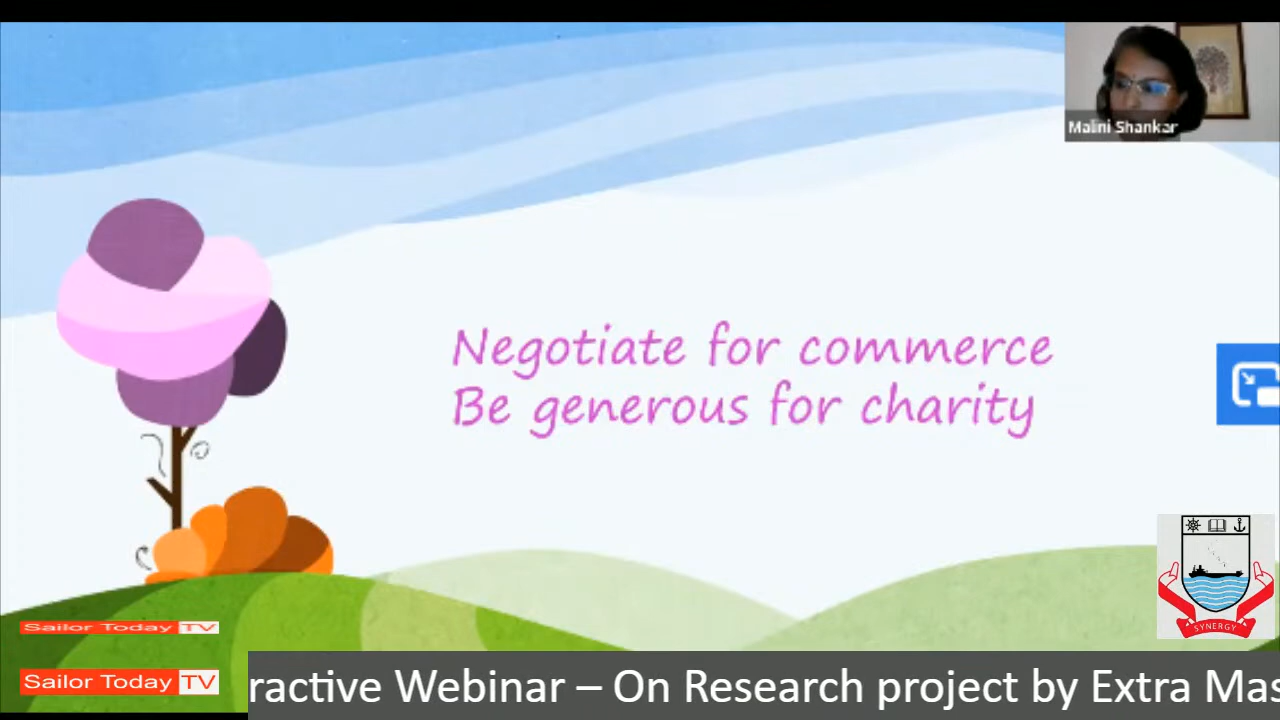 Malini Shankar
Negotiate for commerce
Be generous for charity
SYNERGY
Sailor Today TV
Sailor Today TV
ractive Webinar – On Research project by Extra Mas